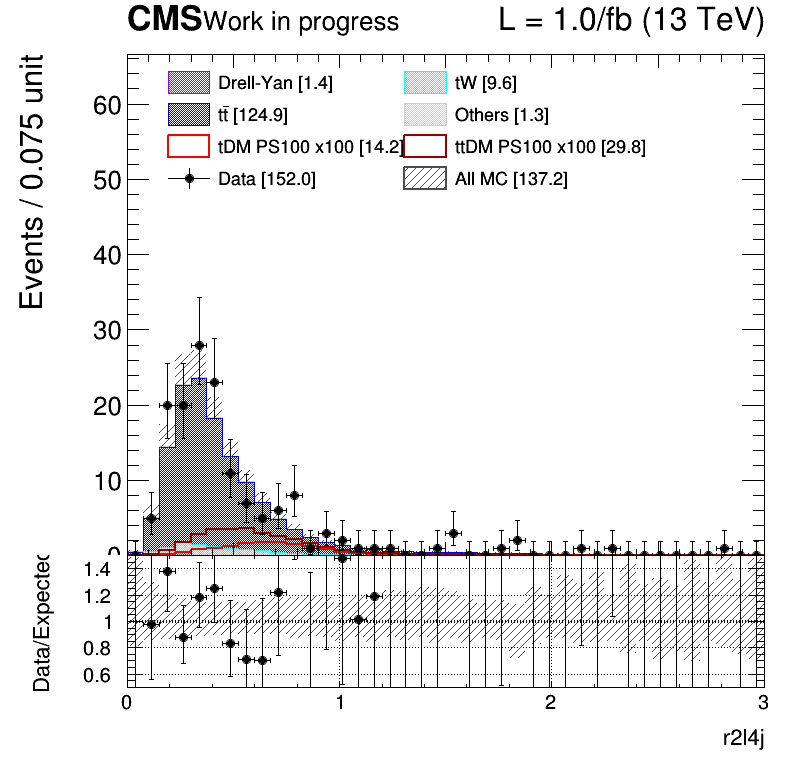 CMS Work in progress L = 1.0/fb (13 TeV)
Events / 0.075 unit
Drell-Yan [1.4] tW [9.6]
tt̄ [124.9] Others [1.3]
tDM PS100 x100 [14.2] ttDM PS100 x100 [29.8]
Data [152.0] All MC [137.2]
60
50
40
30
20
10
0
Data/Expected
1.4
1.2
1
0.8
0.6
0 1 2 3
r2l4j